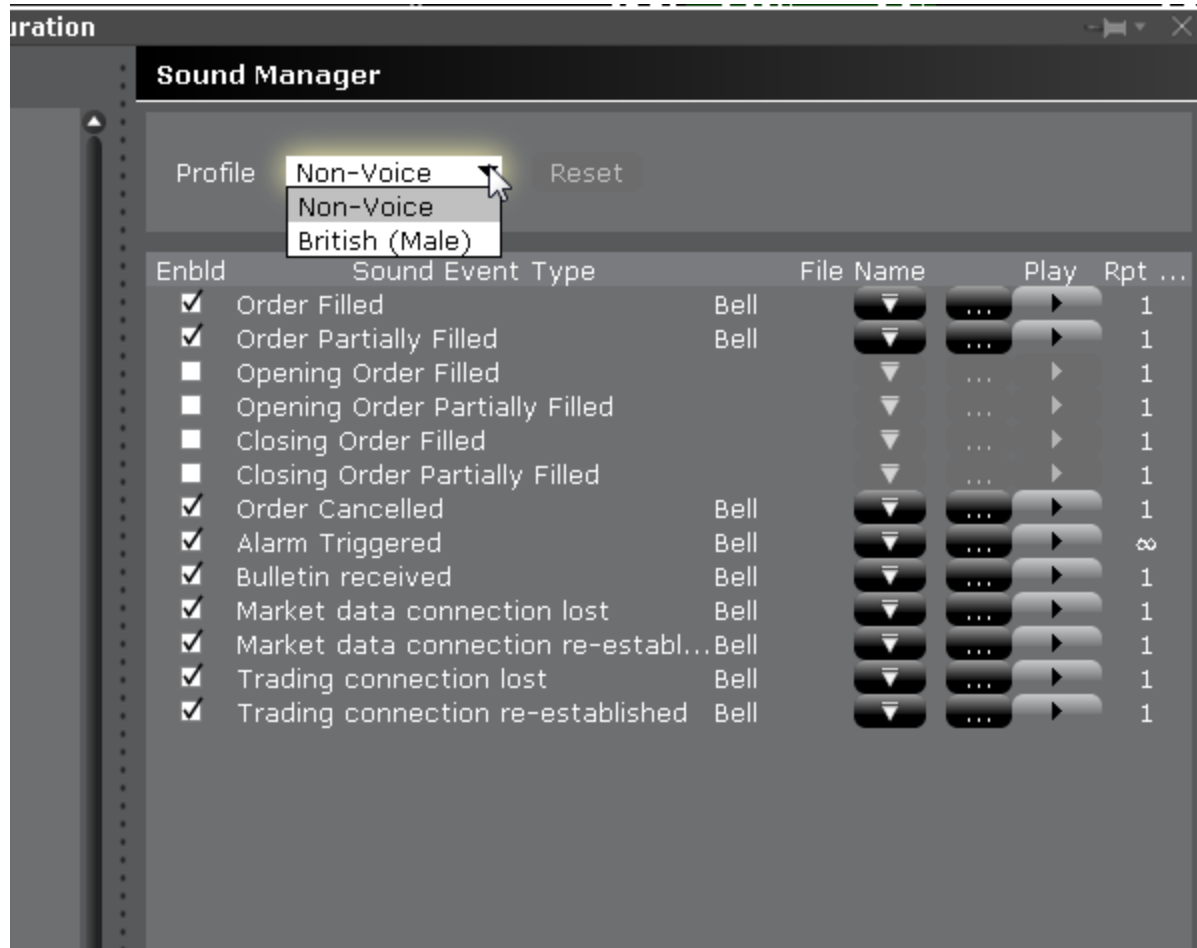 uration
Sound Manager
Profile Non-Voice Reset
Non-Voice
British (Male)
Enbld Sound Event Type File Name Play Rpt ...
Order Filled Bell ... 1
Order Partially Filled Bell ... 1
Opening Order Filled ... 1
Opening Order Partially Filled ... 1
Closing Order Filled ... 1
Closing Order Partially Filled ... 1
Order Cancelled Bell ... 1
Alarm Triggered Bell ... ∞
Bulletin received Bell ... 1
Market data connection lost Bell ... 1
Market data connection re-establ... Bell ... 1
Trading connection lost Bell ... 1
Trading connection re-established Bell ... 1